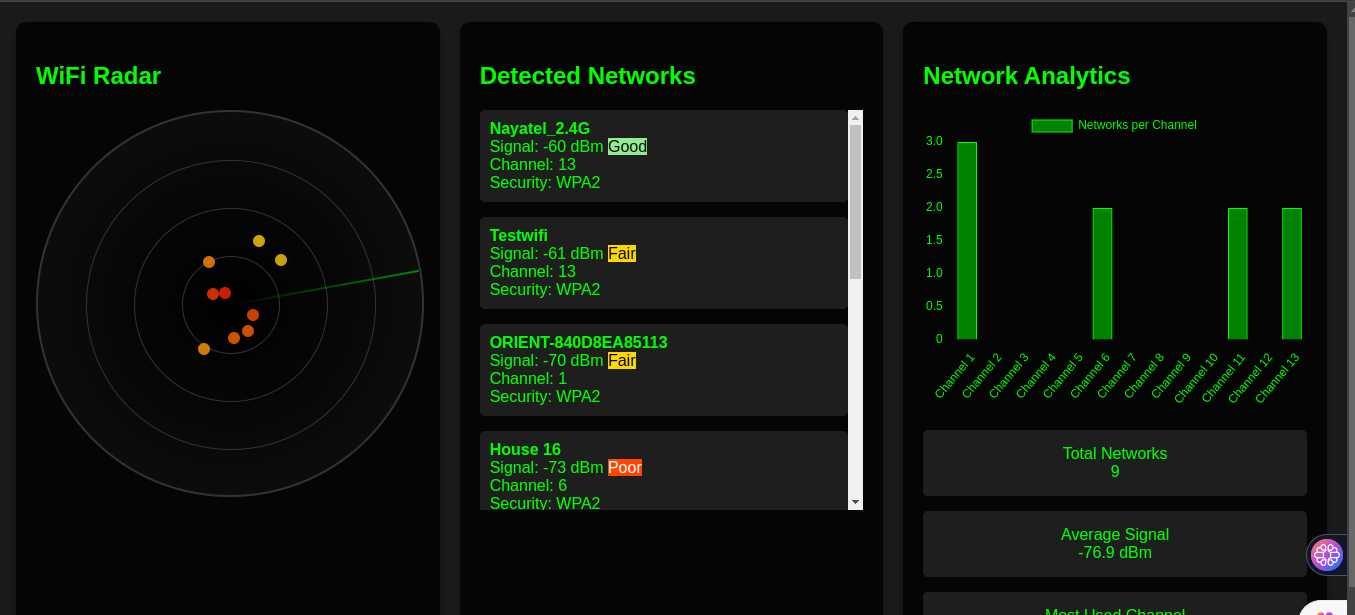 WiFi Radar
Detected Networks
Nayatel_2.4G
Signal: -60 dBm Good
Channel: 13
Security: WPA2
Testwifi
Signal: -61 dBm Fair
Channel: 13
Security: WPA2
ORIENT-840D8EA85113
Signal: -70 dBm Fair
Channel: 1
Security: WPA2
House 16
Signal: -73 dBm Poor
Channel: 6
Security: WPA2
Network Analytics
Networks per Channel
3.0
2.5
2.0
1.5
1.0
0.5
0
Channel 1
Channel 2
Channel 3
Channel 4
Channel 5
Channel 6
Channel 7
Channel 8
Channel 9
Channel 10
Channel 11
Channel 12
Channel 13
Total Networks
9
Average Signal
-76.9 dBm
Most Used Channel